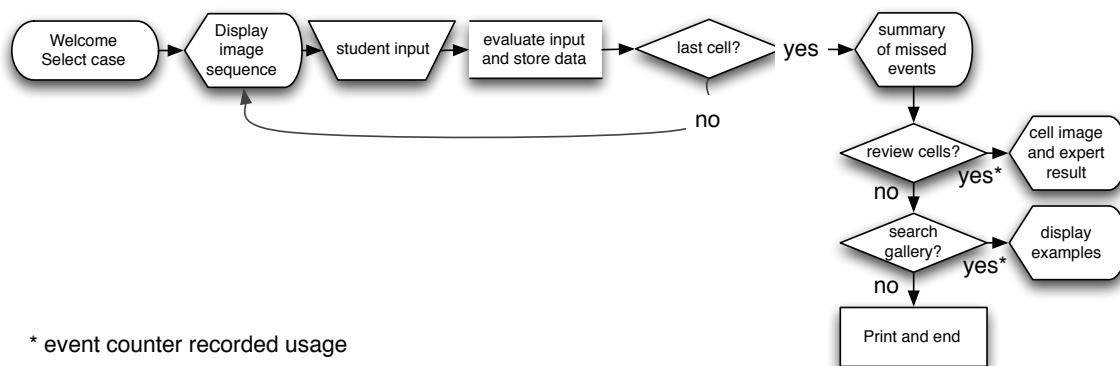 Welcome
Select case
Display
image
sequence
student input
evaluate input
and store data
last cell?
yes
summary
of missed
events
no
review cells?
yes*
cell image
and expert
result
no
search
gallery?
yes*
display
examples
no
Print and end
* event counter recorded usage